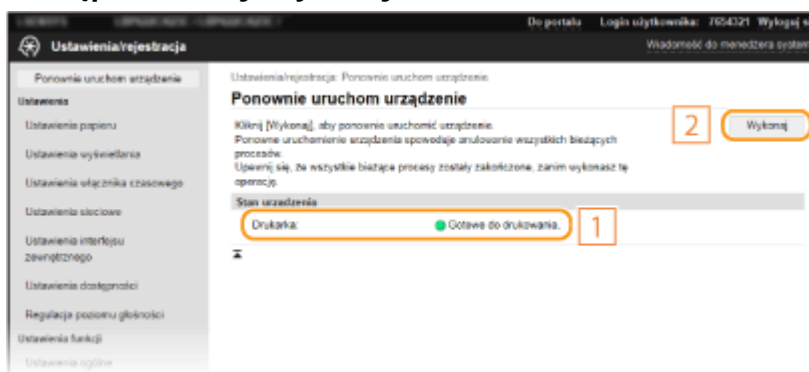 Do portalu Login użytkownika: 7654321 Wyloguj s
Ustawienia/rejestracja
Wiadomość do menedżera system
Ponownie uruchom urządzenie
Ustawienia
Ustawienia papieru
Ustawienia wyświetlania
Ustawienia włącznika czasowego
Ustawienia sieciowe
Ustawienia interfejsu
zewnętrznego
Ustawienia dostępności
Regulacja poziomu głośności
Ustawienia funkcji
Ustawienia ogólne
Ustawienia/rejestracja: Ponownie uruchom urządzenie
Ponownie uruchom urządzenie
Kliknij [Wykonaj], aby ponownie uruchomić urządzenie.
Ponowne uruchomienie urządzenia spowoduje anulowanie wszystkich bieżących
procesów.
Upewnij się, że wszystkie bieżące procesy zostały zakończone, zanim wykonasz tę
operację.
2
Wykonaj
Stan urządzenia
Drukarka: Gotowe do drukowania.
1